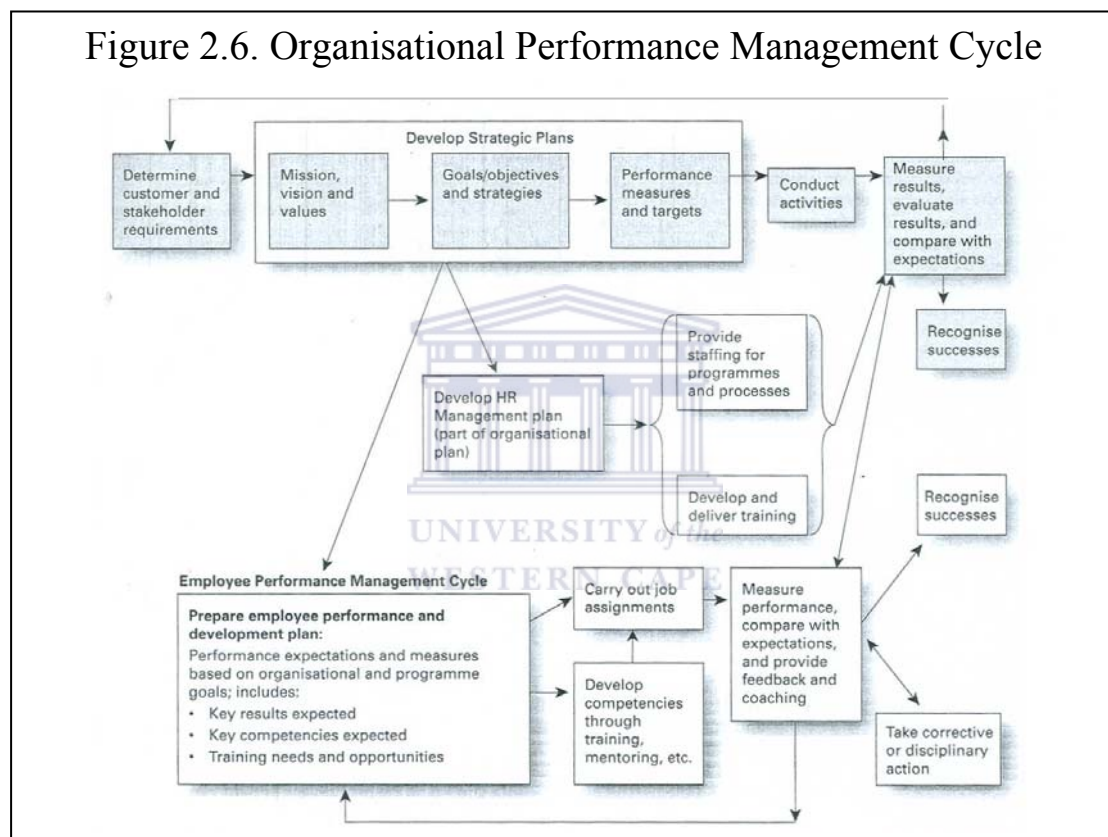 Figure 2.6. Organisational Performance Management Cycle
Develop Strategic Plans
Determine
customer and
stakeholder
requirements
Mission,
vision and
values
Goals/objectives
and strategies
Performance
measures
and targets
Conduct
activities
Measure
results,
evaluate
results, and
compare with
expectations
Recognise
successes
Provide
staffing for
programmes
and processes
Develop HR
Management plan
(part of organisational
plan)
Develop and
deliver training
Recognise
successes
UNIVERSITY of the
WESTERN CAPE
Employee Performance Management Cycle
Prepare employee performance and
development plan:
Performance expectations and measures
based on organisational and programme
goals; includes:
• Key results expected
• Key competencies expected
• Training needs and opportunities
Carry out job
assignments
Develop
competencies
through
training,
mentoring, etc.
Measure
performance,
compare with
expectations,
and provide
feedback and
coaching
Take corrective
or disciplinary
action